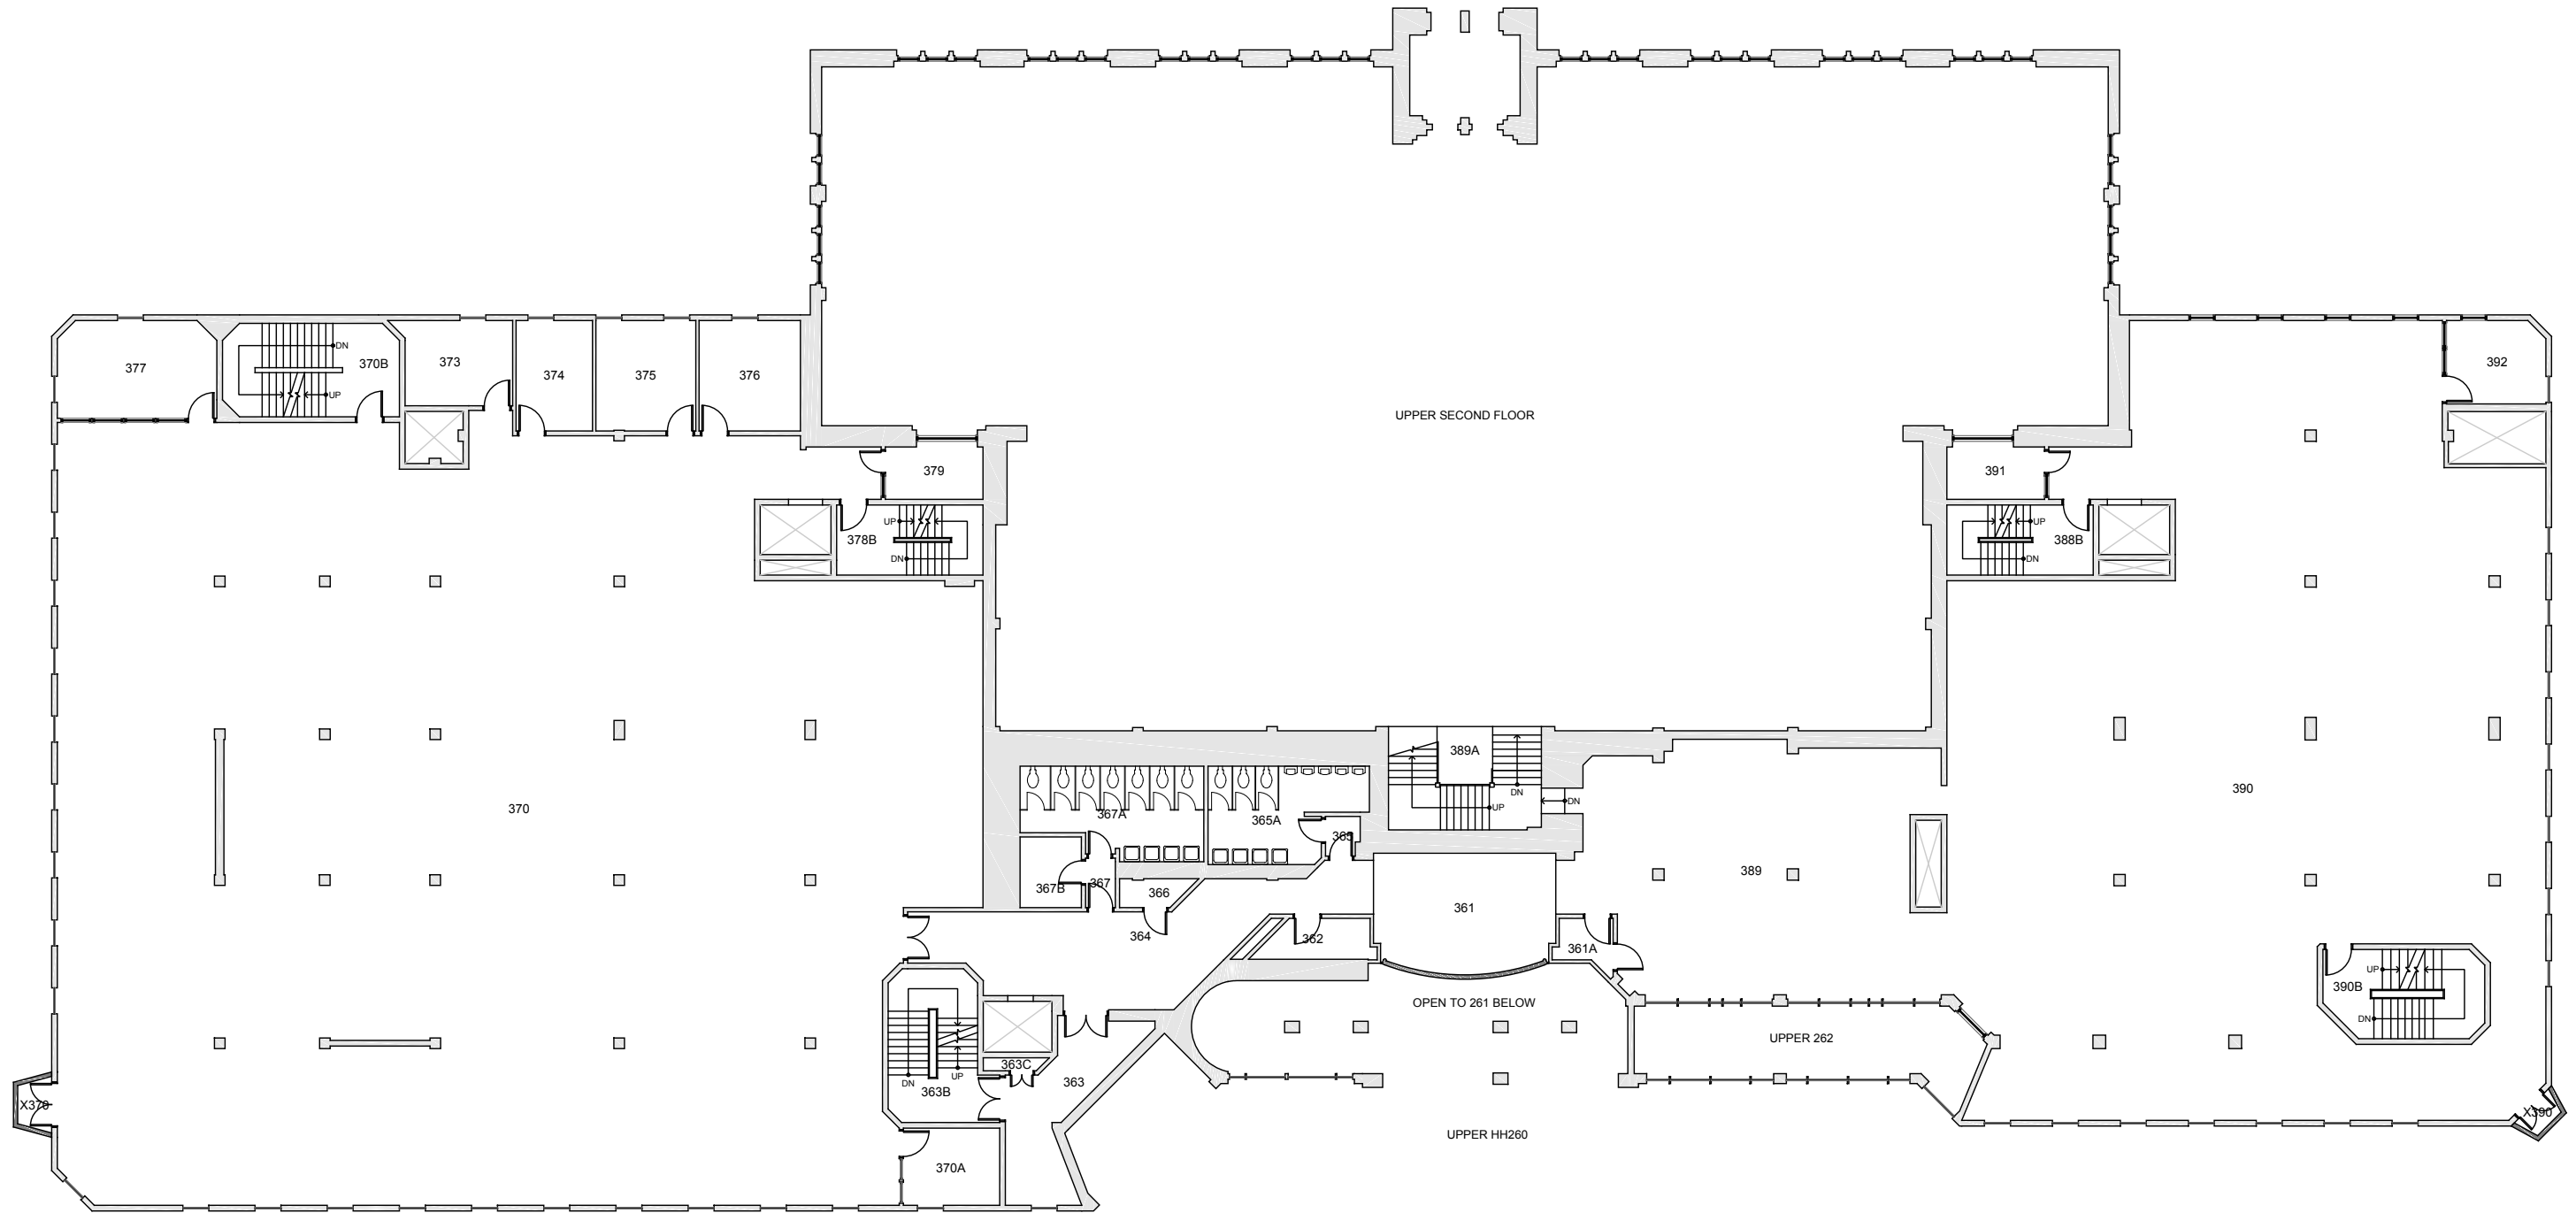 DN
370B
373
392
377
374
375
376
UP
UPPER SECOND FLOOR
379
391
UP
UP
378B
388B
DN
DN
389A
DN
DN
UP
370
390
367A
365A
365
389
367B
367
366
361
364
362
361A
UP
390B
OPEN TO 261 BELOW
DN
UPPER 262
363C
363
DN
UP
363B
X370
X390
UPPER HH260
370A